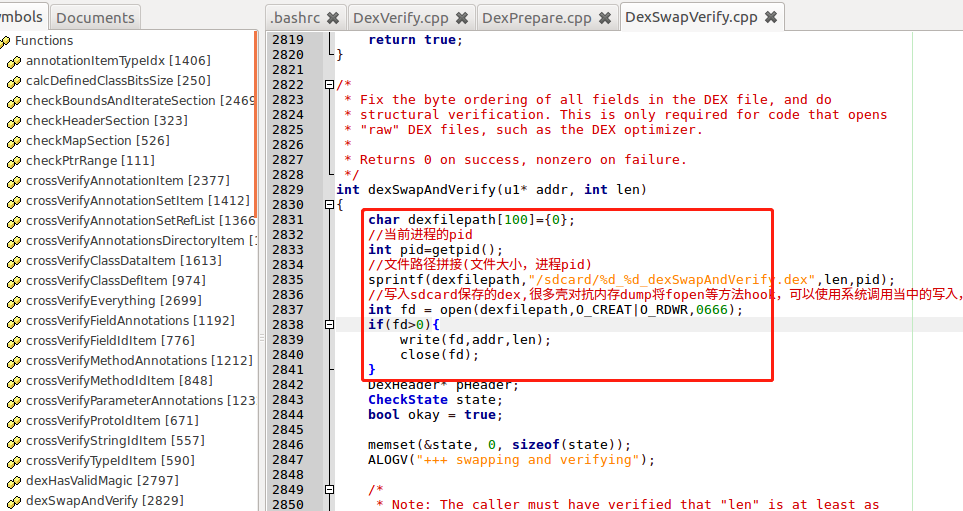 mbols
Documents
.bashrc
DexVerify.cpp
DexPrepare.cpp
DexSwapVerify.cpp
Functions
annotationItemTypeIdx [1406]
calcDefinedClassBitsSize [250]
checkBoundsAndIterateSection [2469
checkHeaderSection [323]
checkMapSection [526]
checkPtrRange [111]
crossVerifyAnnotationItem [2377]
crossVerifyAnnotationSetItem [1412]
crossVerifyAnnotationSetRefList [1366
crossVerifyAnnotationsDirectoryItem [1
crossVerifyClassDataItem [1613]
crossVerifyClassDefItem [974]
crossVerifyEverything [2699]
crossVerifyFieldAnnotations [1192]
crossVerifyFieldIdItem [776]
crossVerifyMethodAnnotations [1212]
crossVerifyMethodIdItem [848]
crossVerifyParameterAnnotations [123
crossVerifyProtoIdItem [671]
crossVerifyStringIdItem [557]
crossVerifyTypeIdItem [590]
dexHasValidMagic [2797]
dexSwapAndVerify [2829]
2819 return true;
2820 }
2821
2822 /*
2823 * Fix the byte ordering of all fields in the DEX file, and do
2824 * structural verification. This is only required for code that opens
2825 * "raw" DEX files, such as the DEX optimizer.
2826 *
2827 * Returns 0 on success, nonzero on failure.
2828 */
2829 int dexSwapAndVerify(u1* addr, int len)
2830 {
2831 char dexfilepath[100]={0};
2832 //当前进程的pid
2833 int pid=getpid();
2834 //文件路径拼接(文件大小，进程pid)
2835 sprintf(dexfilepath,"/sdcard/%d_%d_dexSwapAndVerify.dex",len,pid);
2836 //写入sdcard保存的dex,很多壳对抗内存dump将fopen等方法hook，可以使用系统调用当中的写入，
2837 int fd = open(dexfilepath,O_CREAT|O_RDWR,0666);
2838 if(fd>0){
2839 write(fd,addr,len);
2840 close(fd);
2841 }
2842 DexHeader* pHeader;
2843 CheckState state;
2844 bool okay = true;
2845
2846 memset(&state, 0, sizeof(state));
2847 ALOGV("+++ swapping and verifying");
2848
2849 /*
2850 * Note: The caller must have verified that "len" is at least as